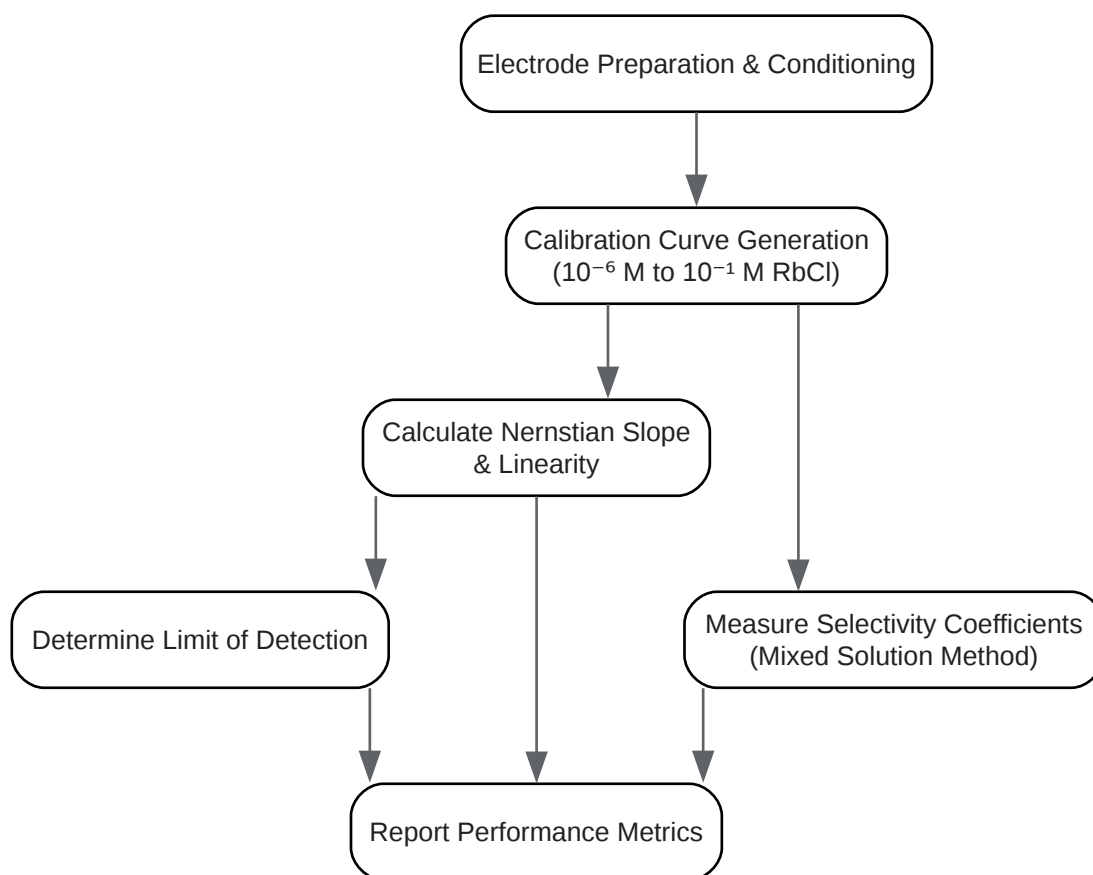 Electrode Preparation & Conditioning
Calibration Curve Generation
(10⁻⁶ M to 10⁻¹ M RbCl)
Calculate Nernstian Slope
& Linearity
Determine Limit of Detection
Measure Selectivity Coefficients
(Mixed Solution Method)
Report Performance Metrics